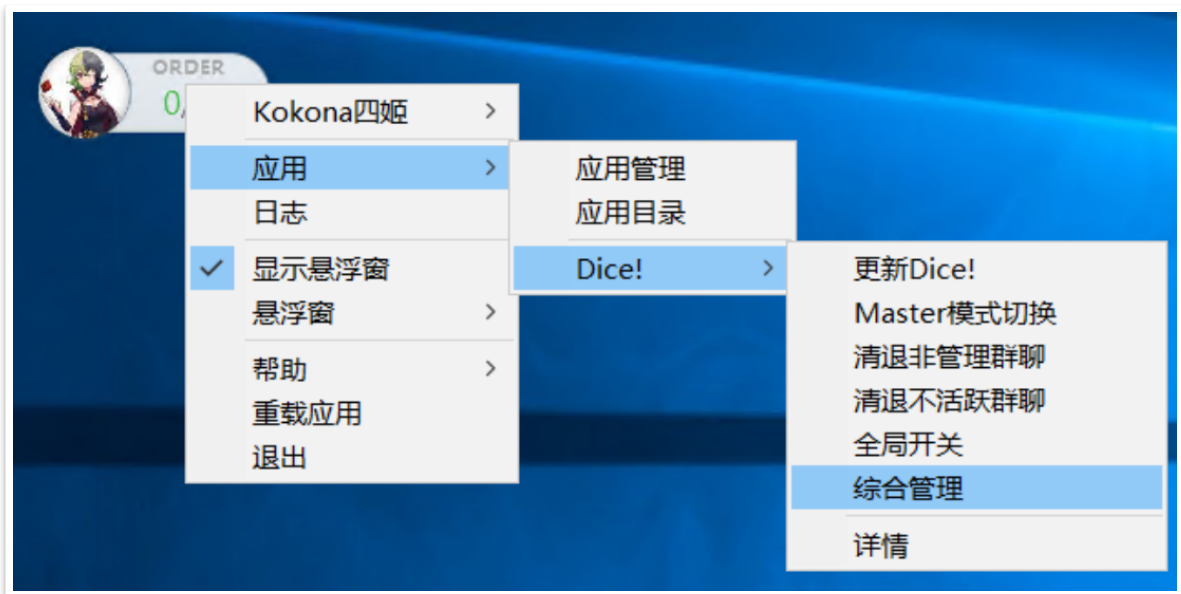 ORDER
0/
Kokona四姬
应用
日志
显示悬浮窗
悬浮窗
帮助
重载应用
退出
应用管理
应用目录
Dice!
更新Dice!
Master模式切换
清退非管理群聊
清退不活跃群聊
全局开关
综合管理
详情